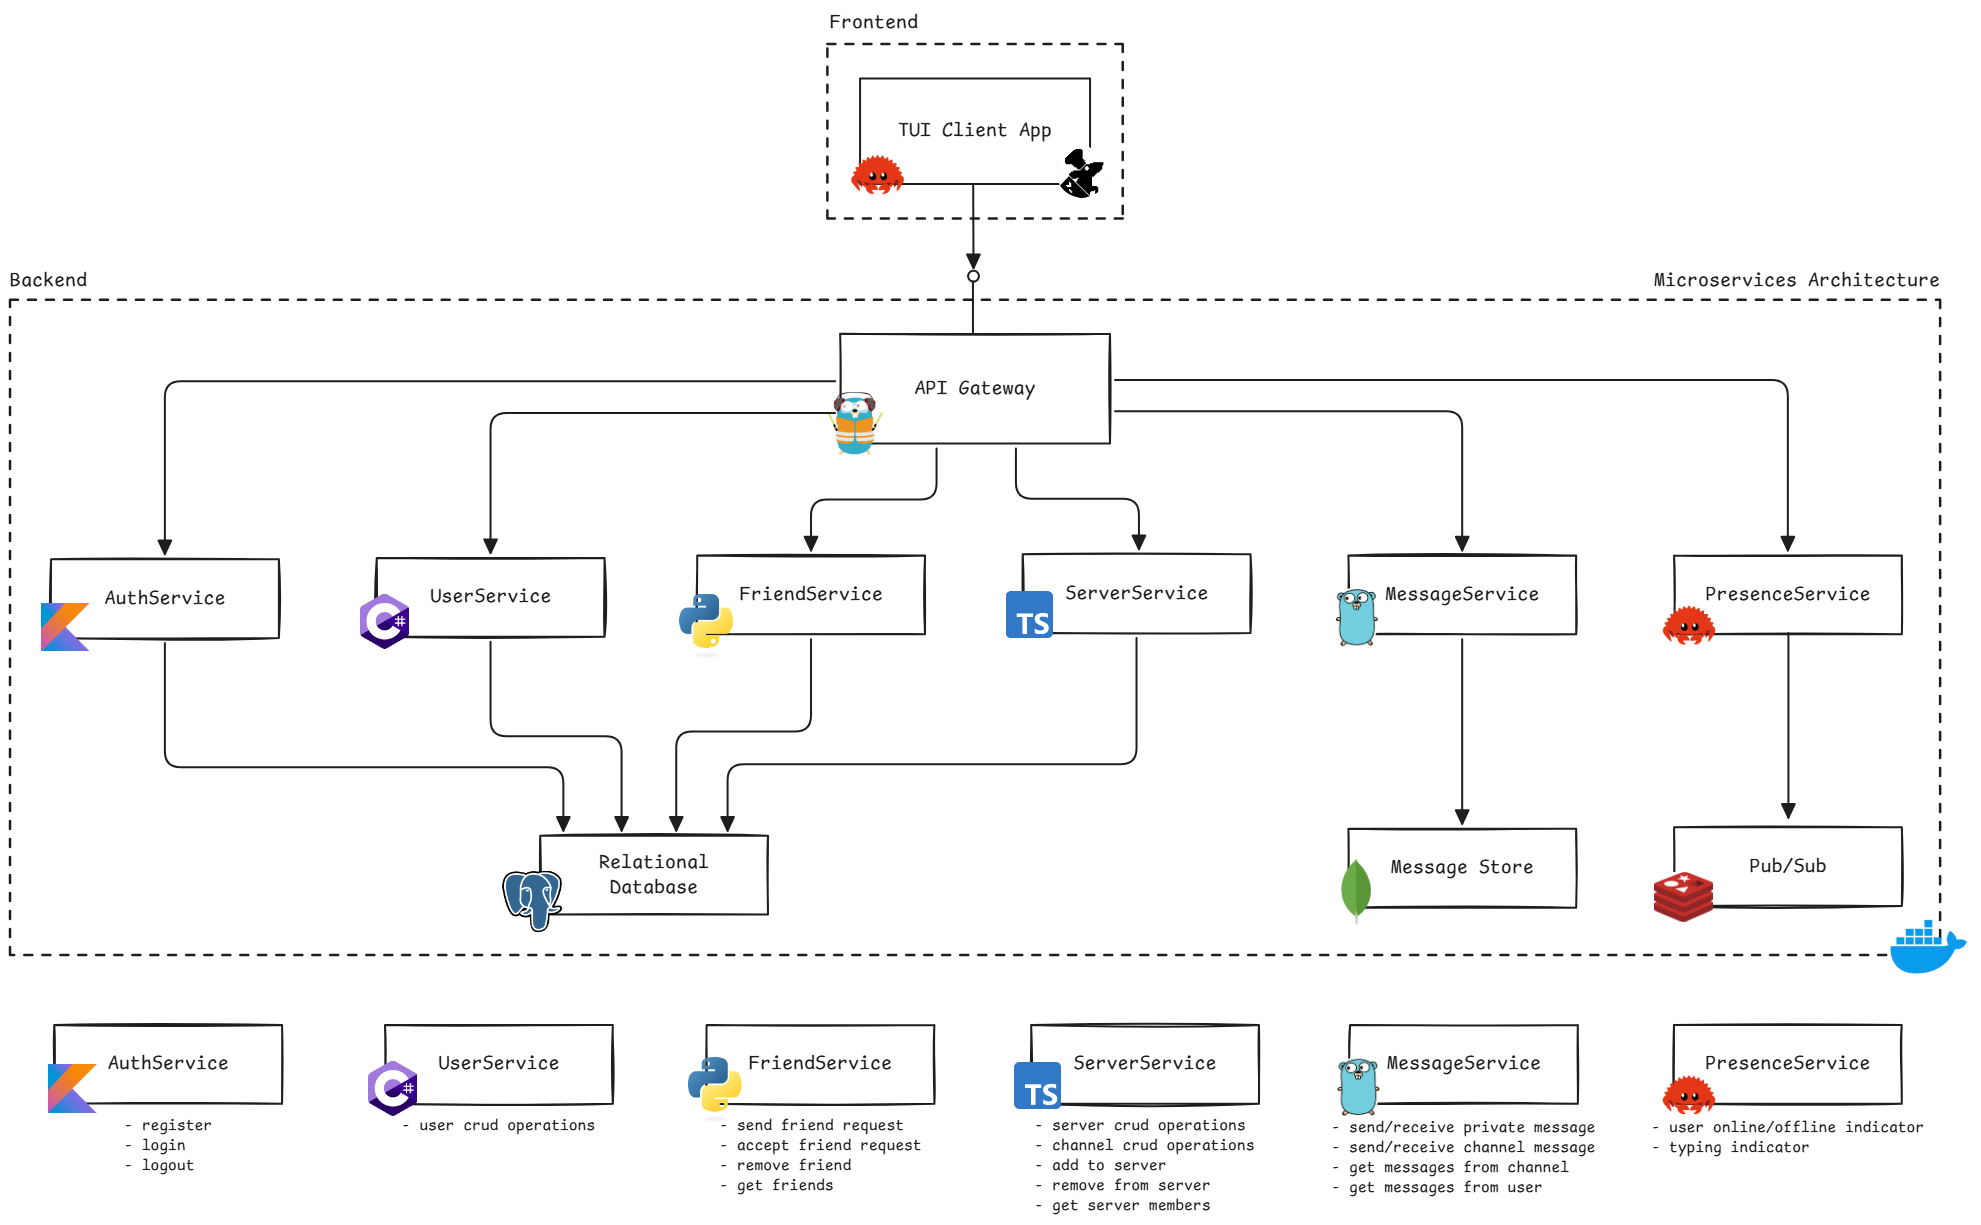 Frontend
TUI Client App
Backend
Microservices Architecture
API Gateway
AuthService
UserService
FriendService
TS
ServerService
MessageService
PresenceService
Relational
Database
Message Store
Pub/Sub
AuthService
- register
- login
- logout
UserService
- user crud operations
FriendService
- send friend request
- accept friend request
- remove friend
- get friends
TS
ServerService
- server crud operations
- channel crud operations
- add to server
- remove from server
- get server members
MessageService
- send/receive private message
- send/receive channel message
- get messages from channel
- get messages from user
PresenceService
- user online/offline indicator
- typing indicator